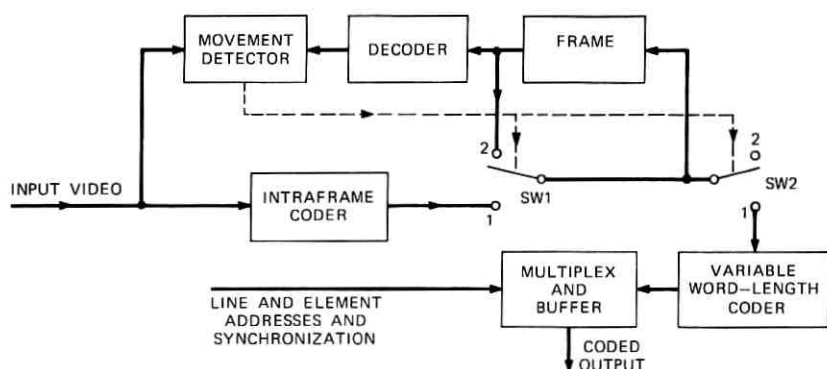 MOVEMENT
DETECTOR
DECODER
FRAME
2
2
SW1
SW2
INPUT VIDEO
INTRAFRAME
CODER
1
1
LINE AND ELEMENT
ADDRESSES AND
SYNCHRONIZATION
MULTIPLEX
AND
BUFFER
VARIABLE
WORD–LENGTH
CODER
CODED
OUTPUT